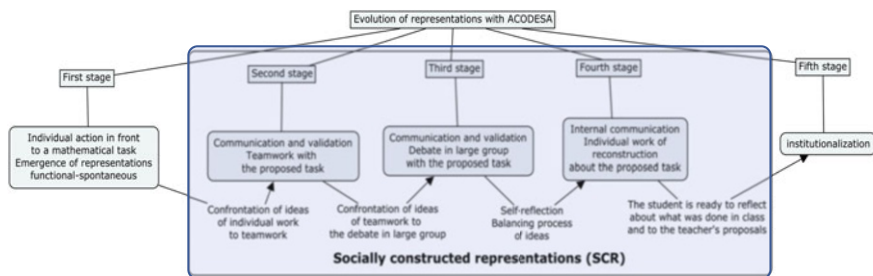 Evolution of representations with ACODESA
First stage
Second stage
Third stage
Fourth stage
Fifth stage
Individual action in front
to a mathematical task
Emergence of representations
functional-spontaneous
Communication and validation
Teamwork with
the proposed task
Communication and validation
Debate in large group
with the proposed task
Internal communication
Individual work of
reconstruction
about the proposed task
institutionalization
Confrontation of ideas
of individual work
to teamwork
Confrontation of ideas
of teamwork to
the debate in large group
Self-reflection
Balancing process
of ideas
The student is ready to reflect
about what was done in class
and to the teacher's proposals
Socially constructed representations (SCR)